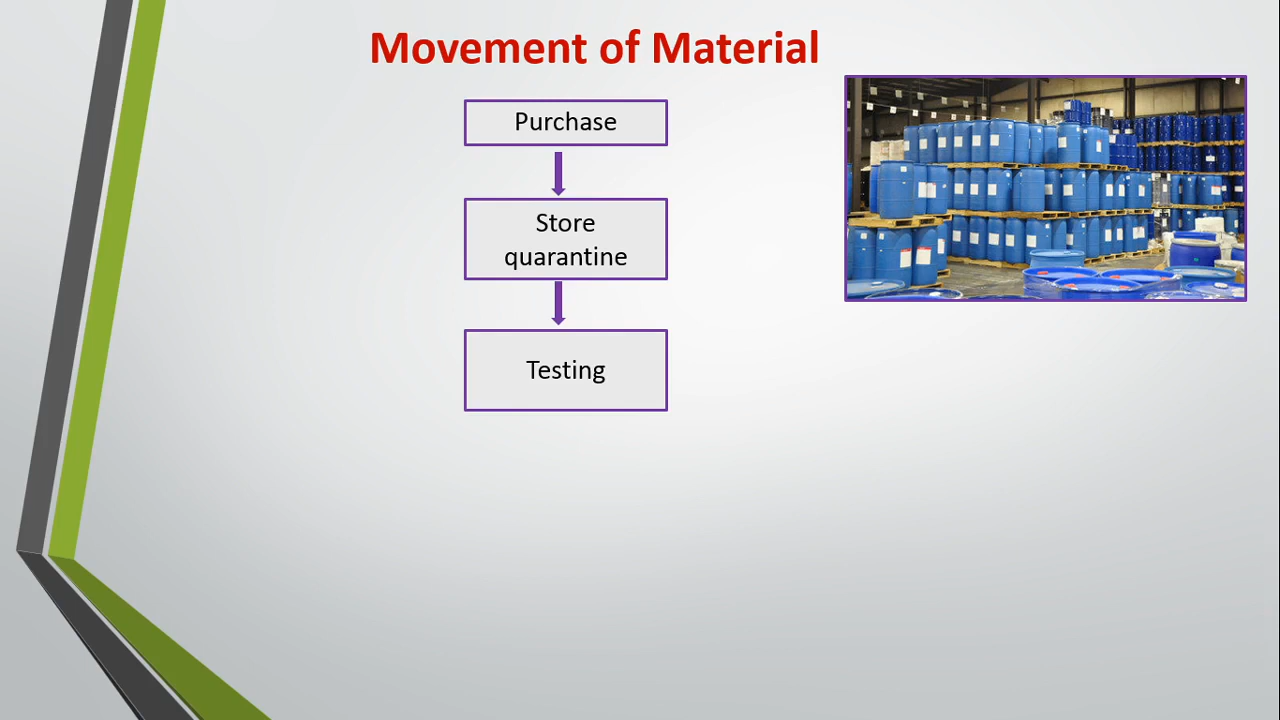 Movement of Material
Purchase
Store
quarantine
Testing